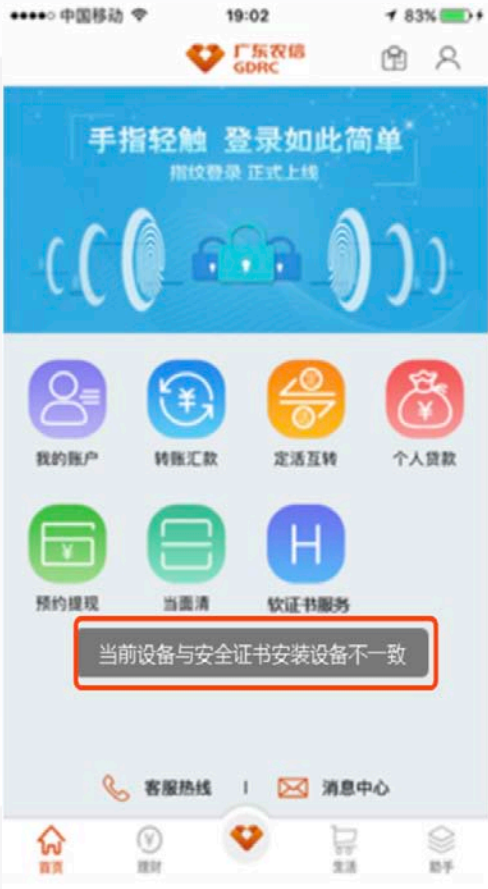 中国移动
19:02
83%
广东农信
GDRC
手指轻触 登录如此简单
指纹登录 正式上线
我的账户
转账汇款
定活互转
个人贷款
预约提现
当面清
软证书服务
当前设备与安全证书安装设备不一致
客服热线
消息中心
首页
理财
生活
助手